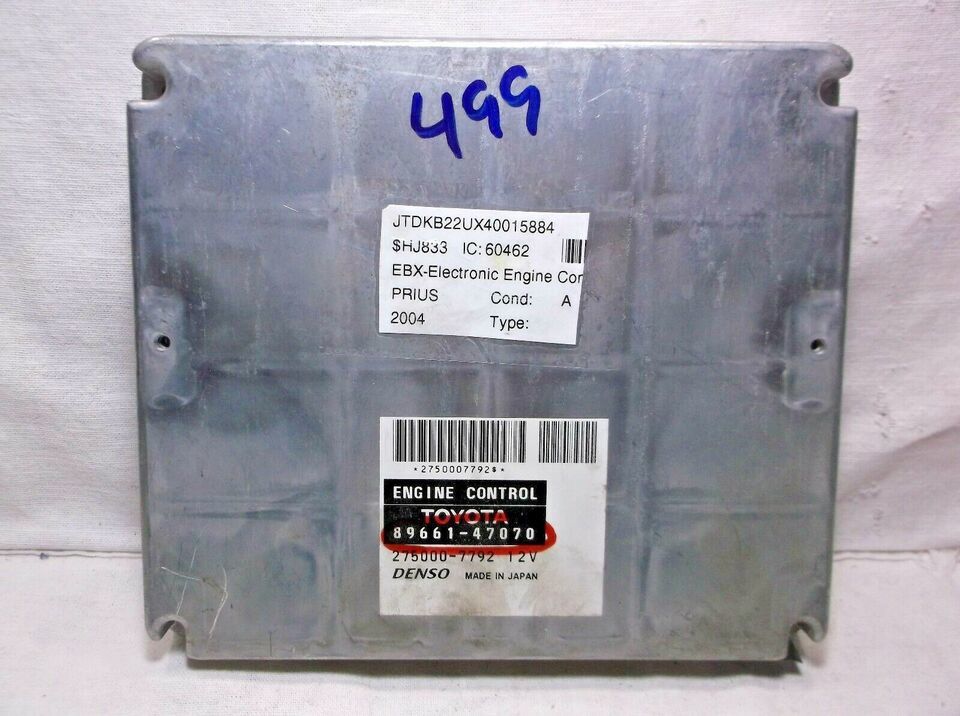 499
JTDKB22UX40015884
$HJ833 IC: 60462
EBX-Electronic Engine Con
PRIUS Cond: A
2004 Type:
*2750007792$*
ENGINE CONTROL
TOYOTA
89661-47070
275000-7792 12V
DENSO MADE IN JAPAN